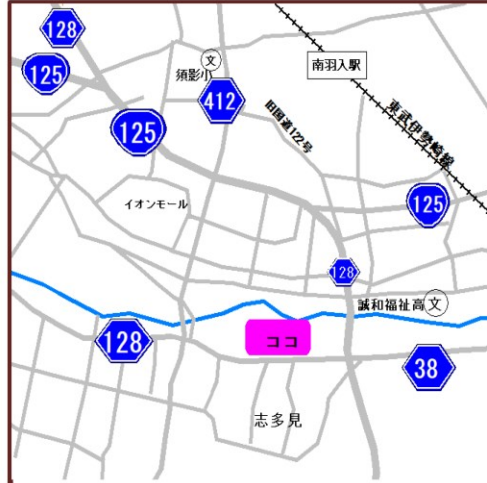 128
125
文
須影小
南羽入駅
412
125
旧国道122号
東武伊勢崎線
イオンモール
125
128
誠和福祉高
文
128
ココ
38
志多見